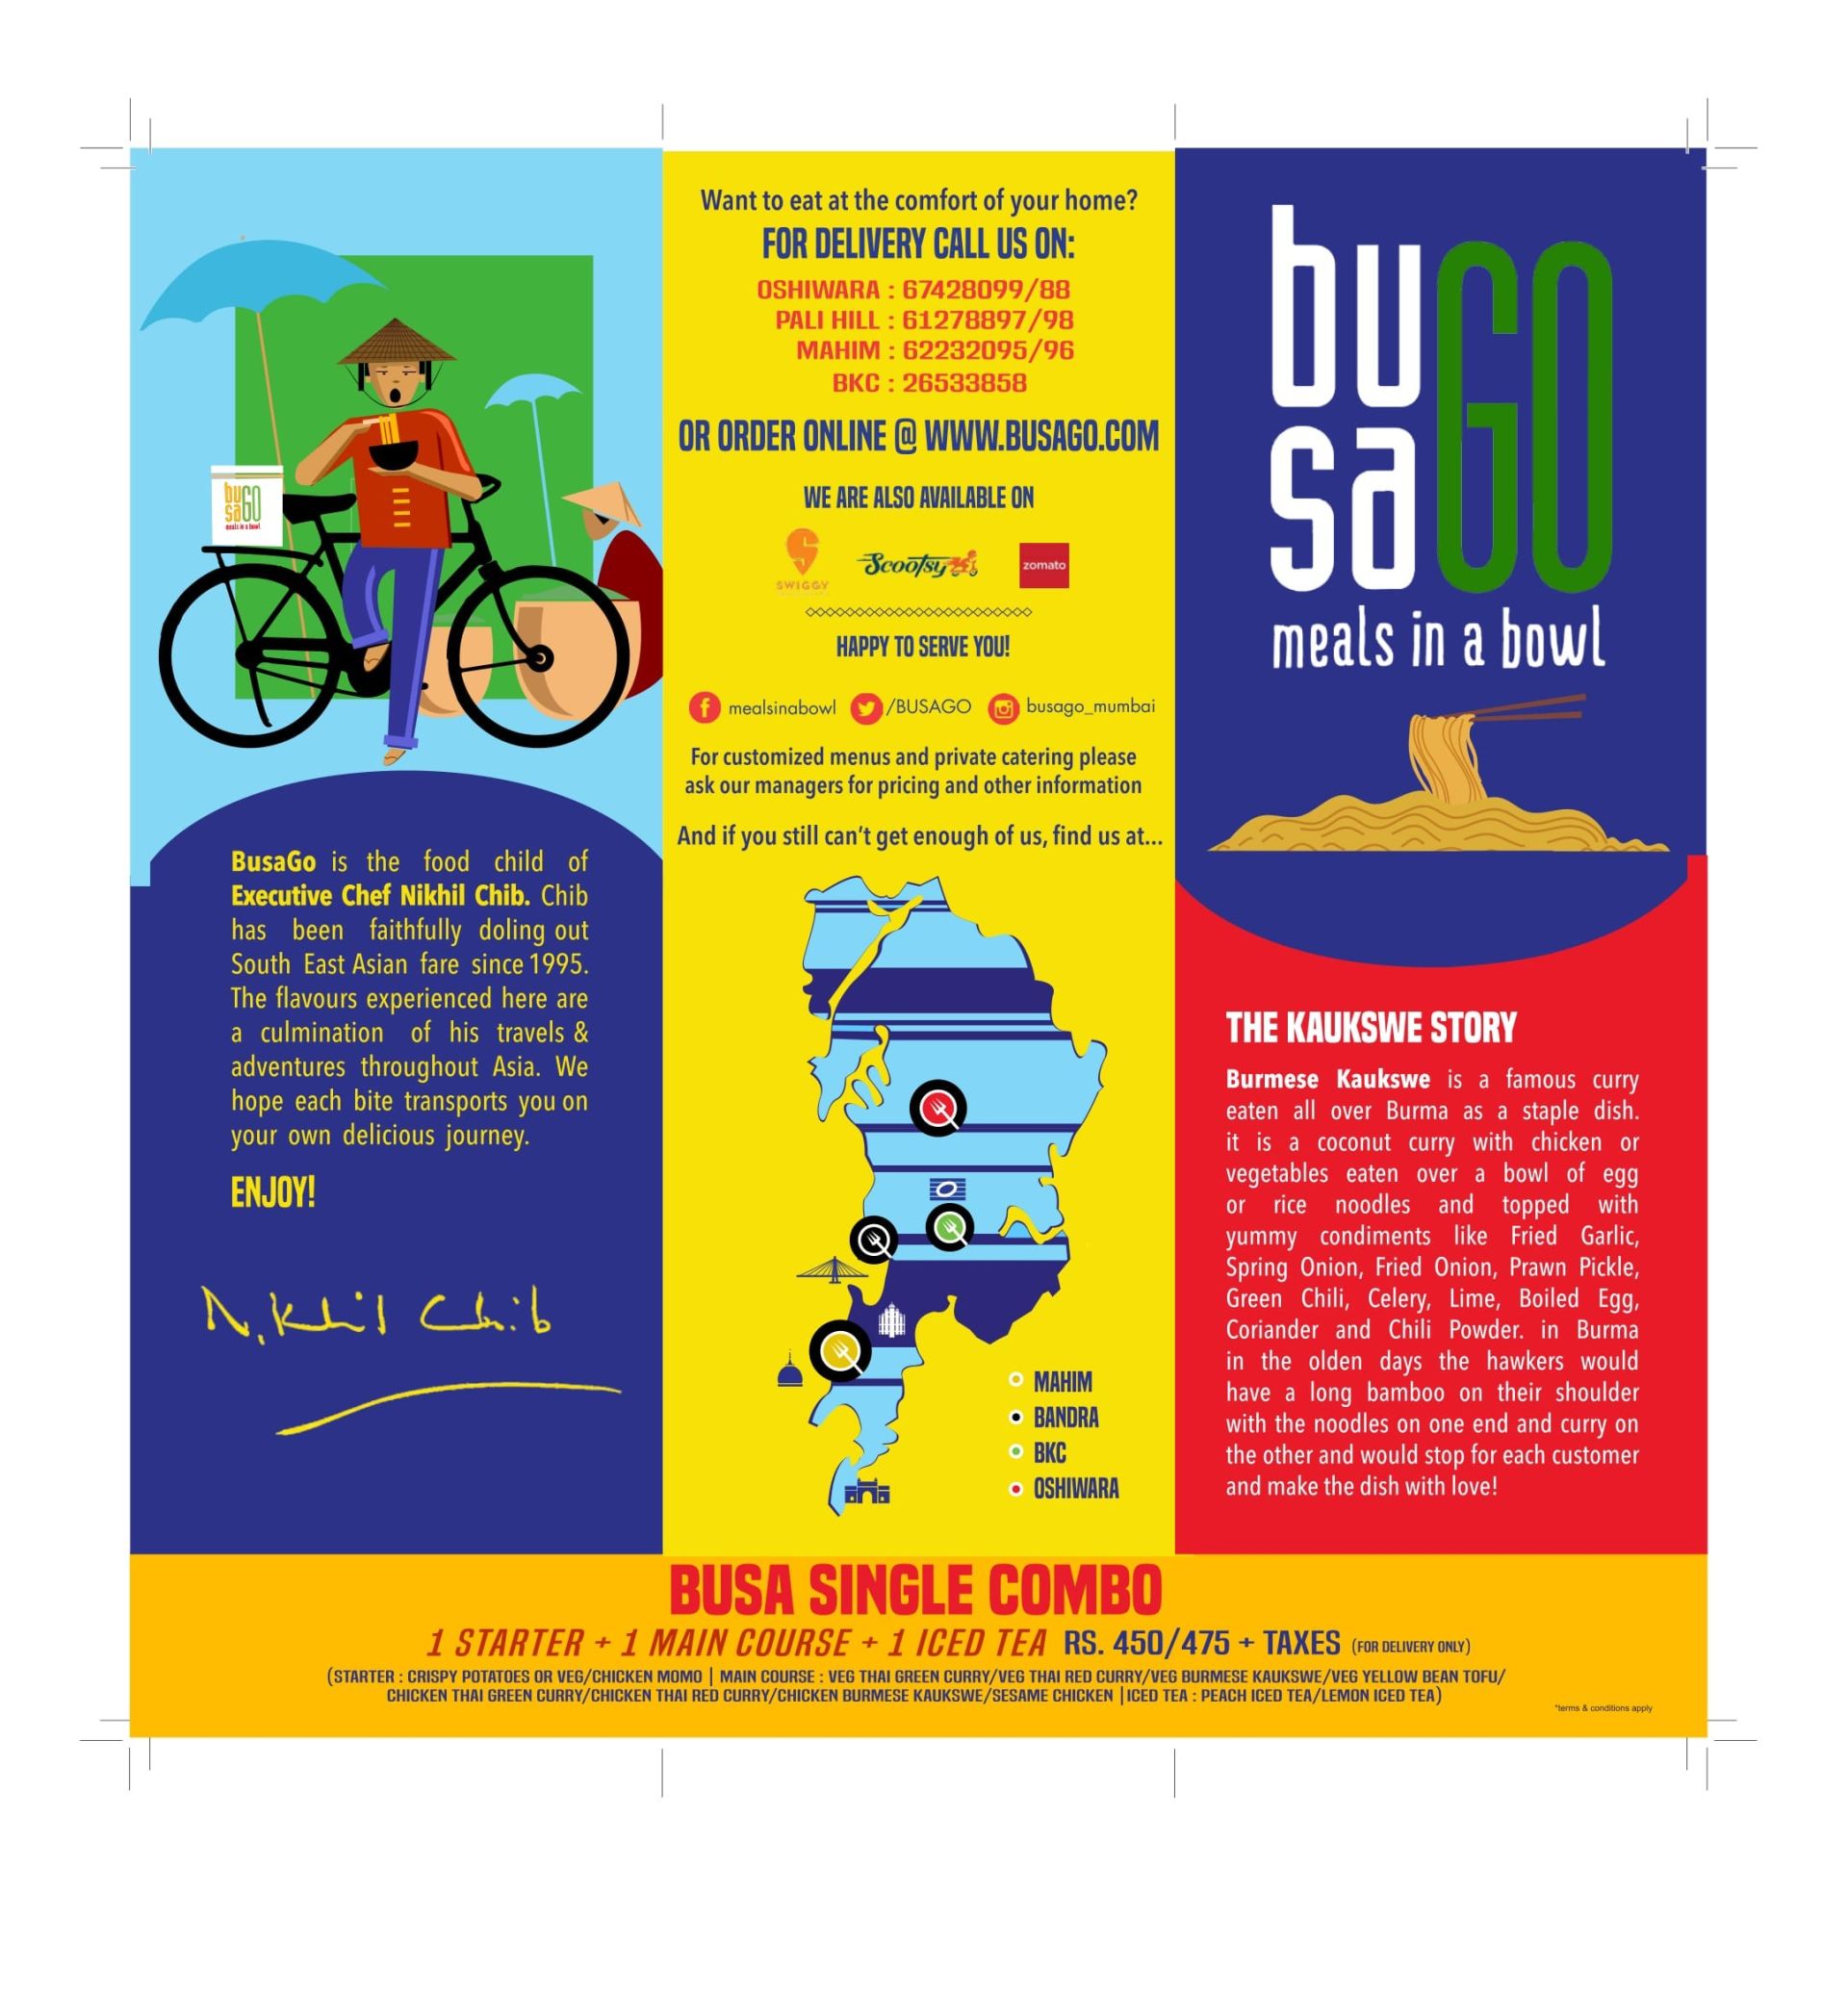 bu
sa
GO
meals in a bowl
BusaGo is the food child of
Executive Chef Nikhil Chib. Chib
has been faithfully doling out
South East Asian fare since 1995.
The flavours experienced here are
a culmination of his travels &
adventures throughout Asia. We
hope each bite transports you on
your own delicious journey.
ENJOY!
Nikhil Chib
Want to eat at the comfort of your home?
FOR DELIVERY CALL US ON:
OSHIWARA : 67428099/88
PALI HILL : 61278897/98
MAHIM : 62232095/96
BKC : 26533858
OR ORDER ONLINE @ WWW.BUSAGO.COM
WE ARE ALSO AVAILABLE ON
SWIGGY
Scootsy
zomato
HAPPY TO SERVE YOU!
mealsinabowl /BUSAGO busago_mumbai
For customized menus and private catering please
ask our managers for pricing and other information
And if you still can't get enough of us, find us at...
MAHIM
BANDRA
BKC
OSHIWARA
bu
sa
GO
meals in a bowl
THE KAUKSWE STORY
Burmese Kaukswe is a famous curry
eaten all over Burma as a staple dish.
it is a coconut curry with chicken or
vegetables eaten over a bowl of egg
or rice noodles and topped with
yummy condiments like Fried Garlic,
Spring Onion, Fried Onion, Prawn Pickle,
Green Chili, Celery, Lime, Boiled Egg,
Coriander and Chili Powder. in Burma
in the olden days the hawkers would
have a long bamboo on their shoulder
with the noodles on one end and curry on
the other and would stop for each customer
and make the dish with love!
BUSA SINGLE COMBO
1 STARTER + 1 MAIN COURSE + 1 ICED TEA RS. 450/475 + TAXES (FOR DELIVERY ONLY)
(STARTER : CRISPY POTATOES OR VEG/CHICKEN MOMO | MAIN COURSE : VEG THAI GREEN CURRY/VEG THAI RED CURRY/VEG BURMESE KAUKSWE/VEG YELLOW BEAN TOFU/
CHICKEN THAI GREEN CURRY/CHICKEN THAI RED CURRY/CHICKEN BURMESE KAUKSWE/SESAME CHICKEN | ICED TEA : PEACH ICED TEA/LEMON ICED TEA)
*terms & conditions apply